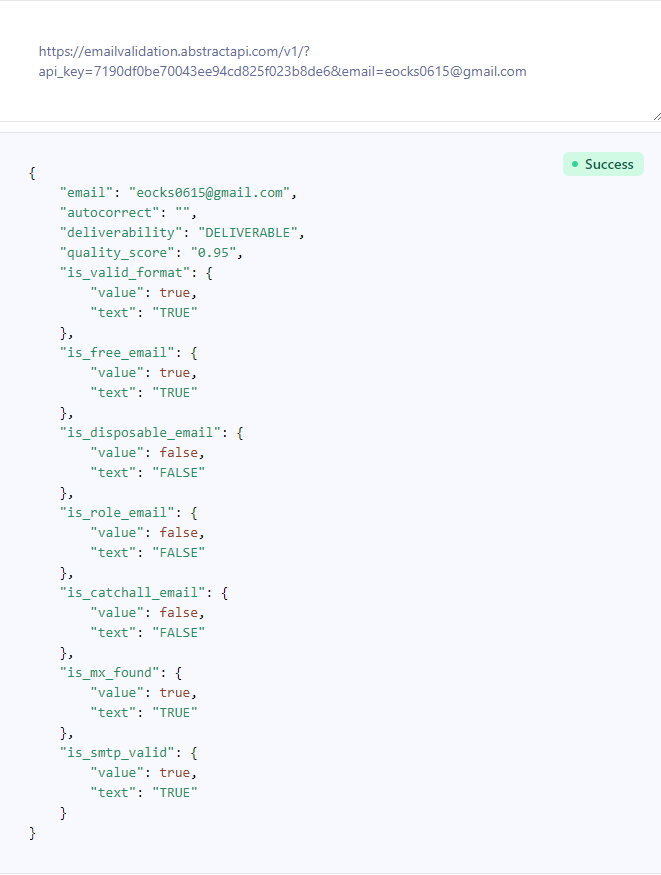 https://emailvalidation.abstractapi.com/v1/?
api_key=7190df0be70043ee94cd825f023b8de6&email=eocks0615@gmail.com
Success
{
    "email": "eocks0615@gmail.com",
    "autocorrect": "",
    "deliverability": "DELIVERABLE",
    "quality_score": "0.95",
    "is_valid_format": {
        "value": true,
        "text": "TRUE"
    },
    "is_free_email": {
        "value": true,
        "text": "TRUE"
    },
    "is_disposable_email": {
        "value": false,
        "text": "FALSE"
    },
    "is_role_email": {
        "value": false,
        "text": "FALSE"
    },
    "is_catchall_email": {
        "value": false,
        "text": "FALSE"
    },
    "is_mx_found": {
        "value": true,
        "text": "TRUE"
    },
    "is_smtp_valid": {
        "value": true,
        "text": "TRUE"
    }
}